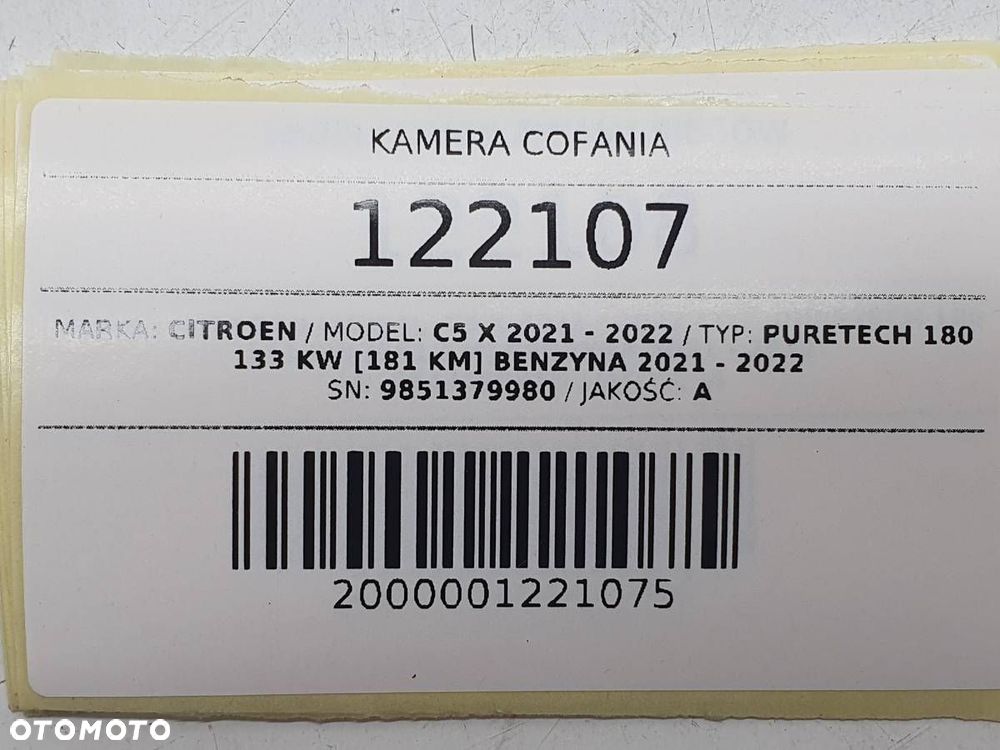 KAMERA COFANIA
122107
MARKA: CITROEN / MODEL: C5 X 2021 - 2022 / TYP: PURETECH 180
133 KW [181 KM] BENZYNA 2021 - 2022
SN: 9851379980 / JAKOŚĆ: A
2000001221075
OTOMOTO